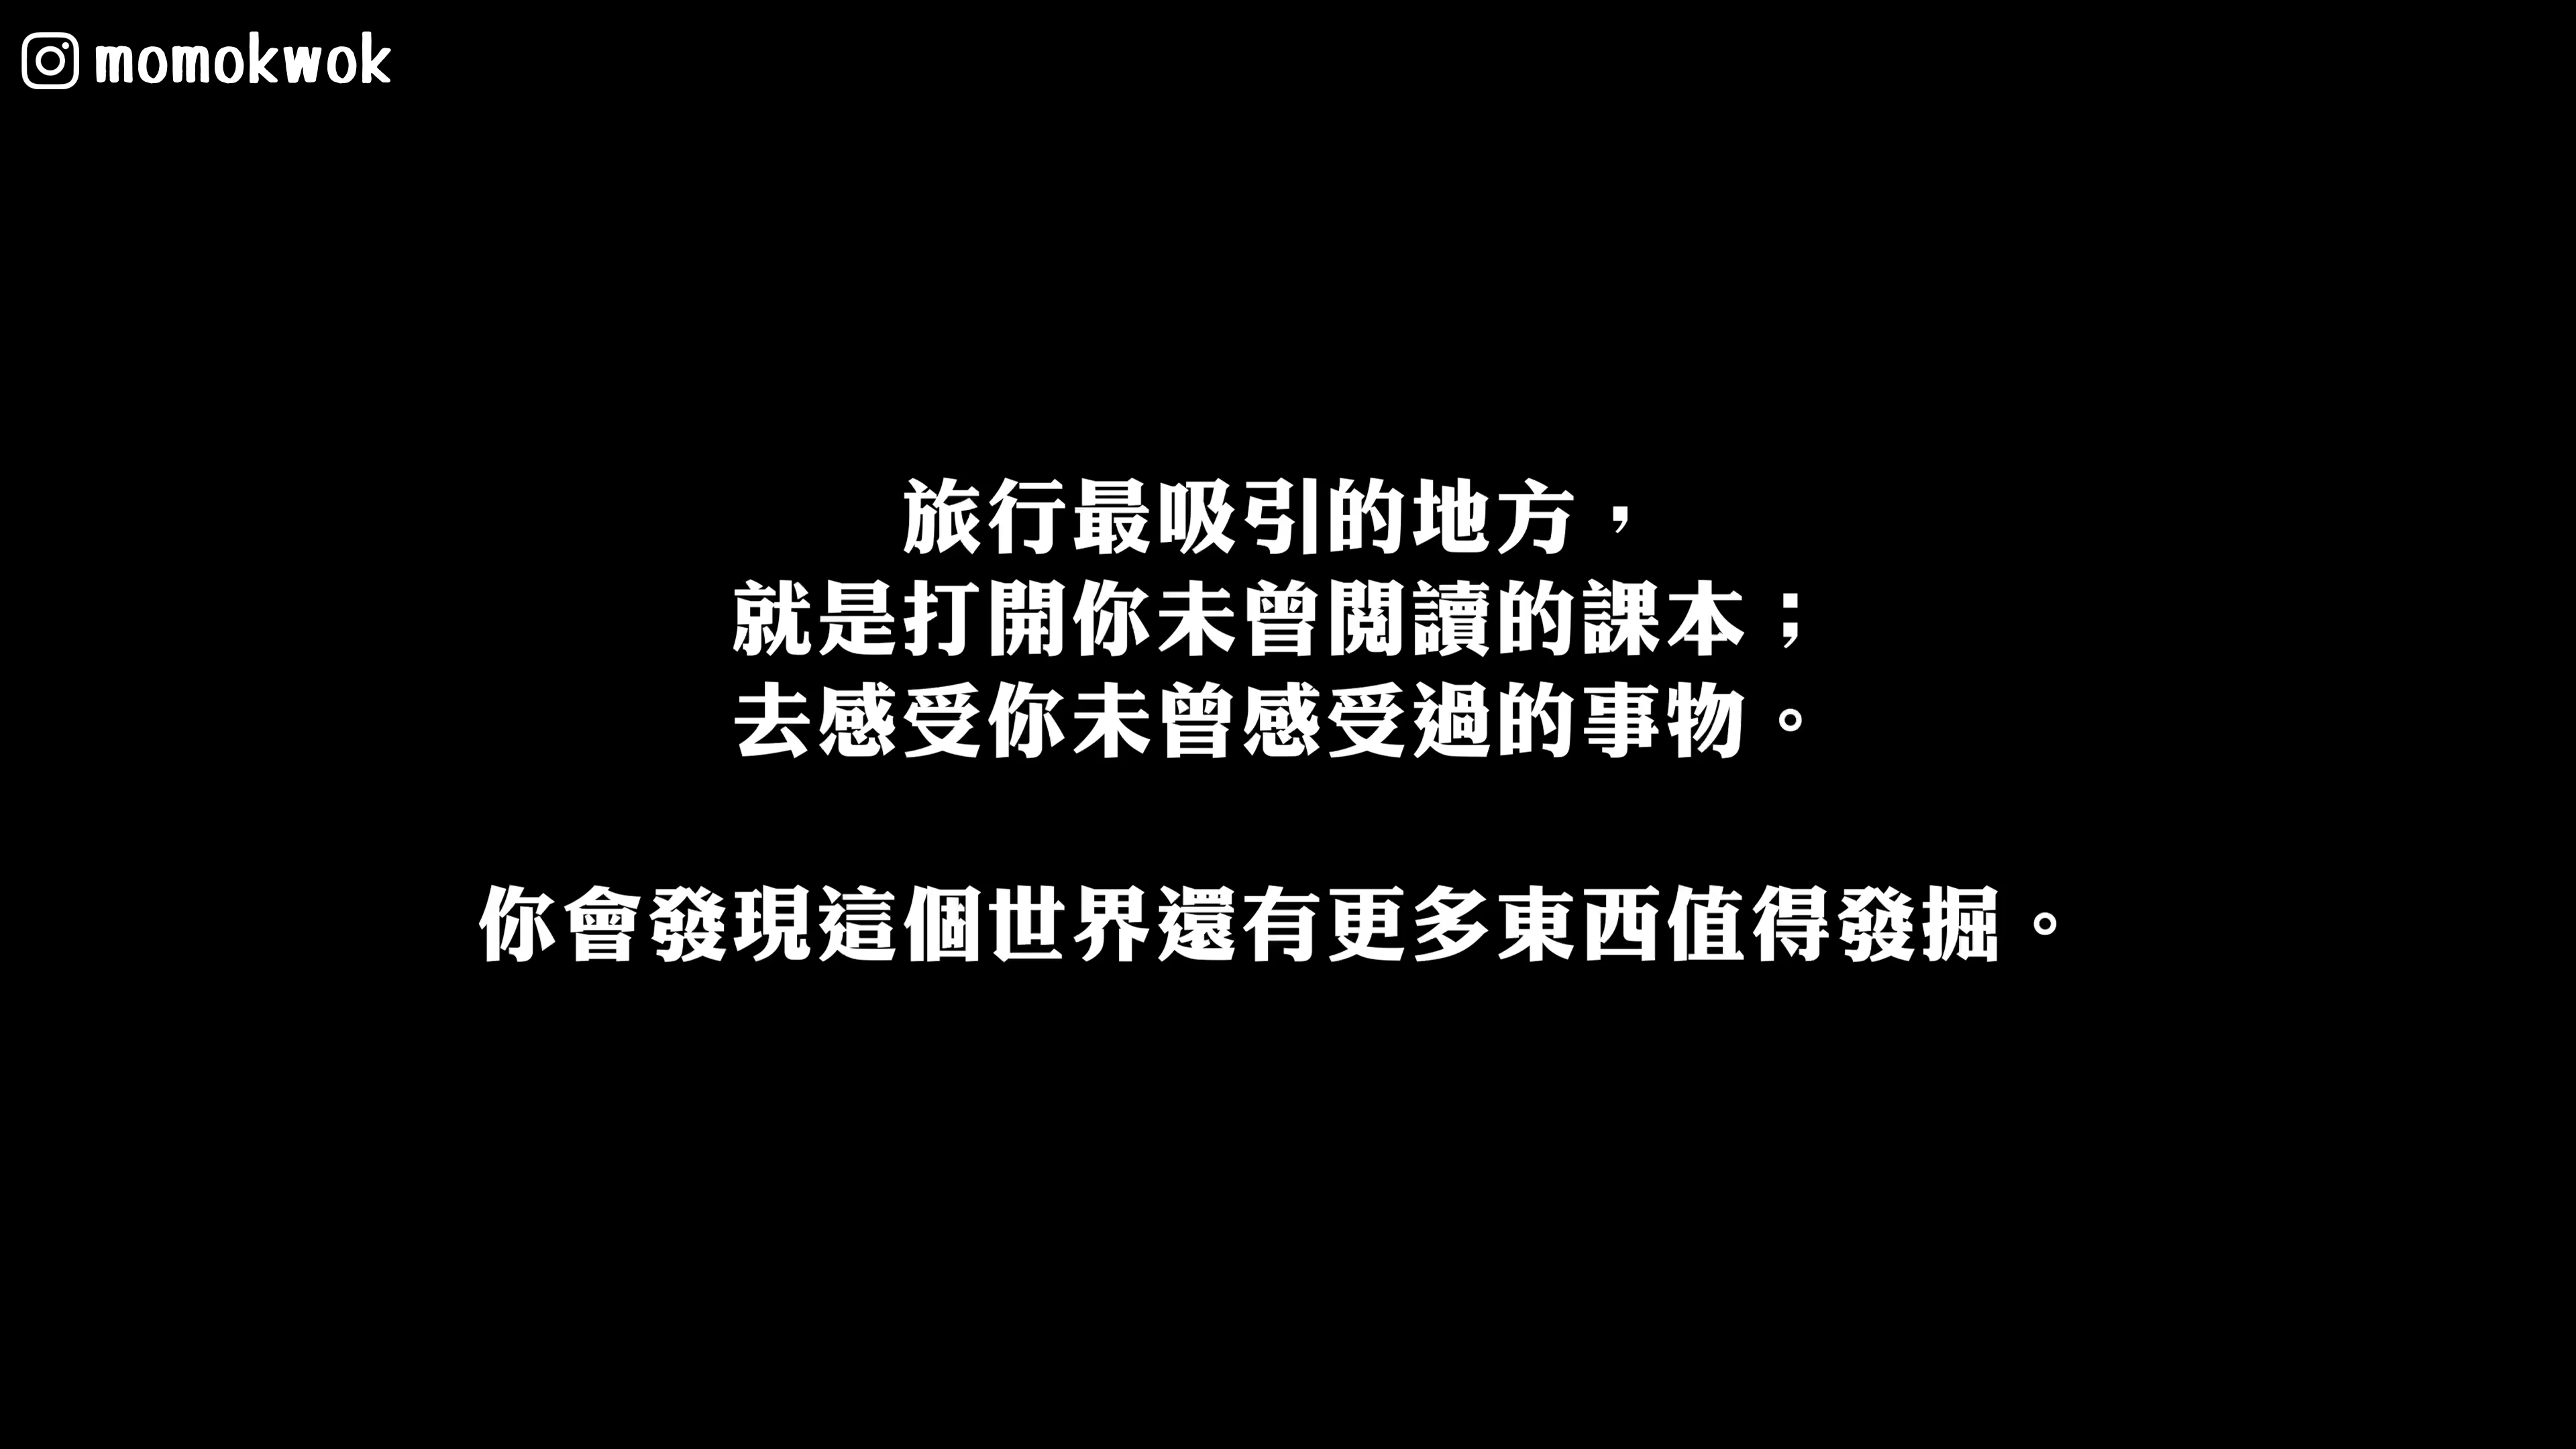 momokwok
旅行最吸引的地方，
就是打開你未曾閱讀的課本；
去感受你未曾感受過的事物。
你會發現這個世界還有更多東西值得發掘。